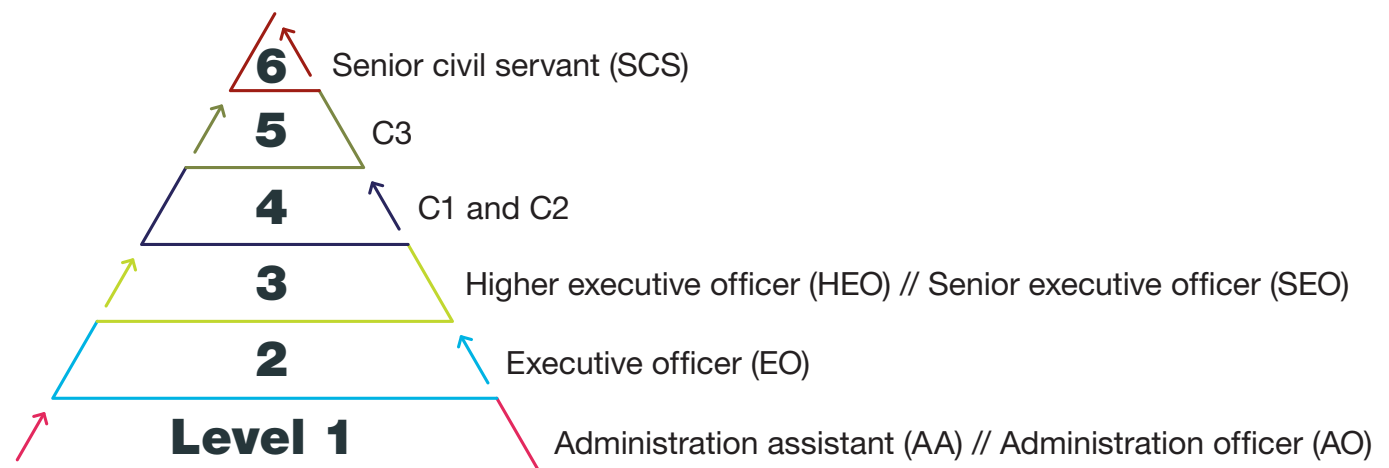 6 Senior civil servant (SCS)
5 C3
4 C1 and C2
3 Higher executive officer (HEO) // Senior executive officer (SEO)
2 Executive officer (EO)
Level 1 Administration assistant (AA) // Administration officer (AO)